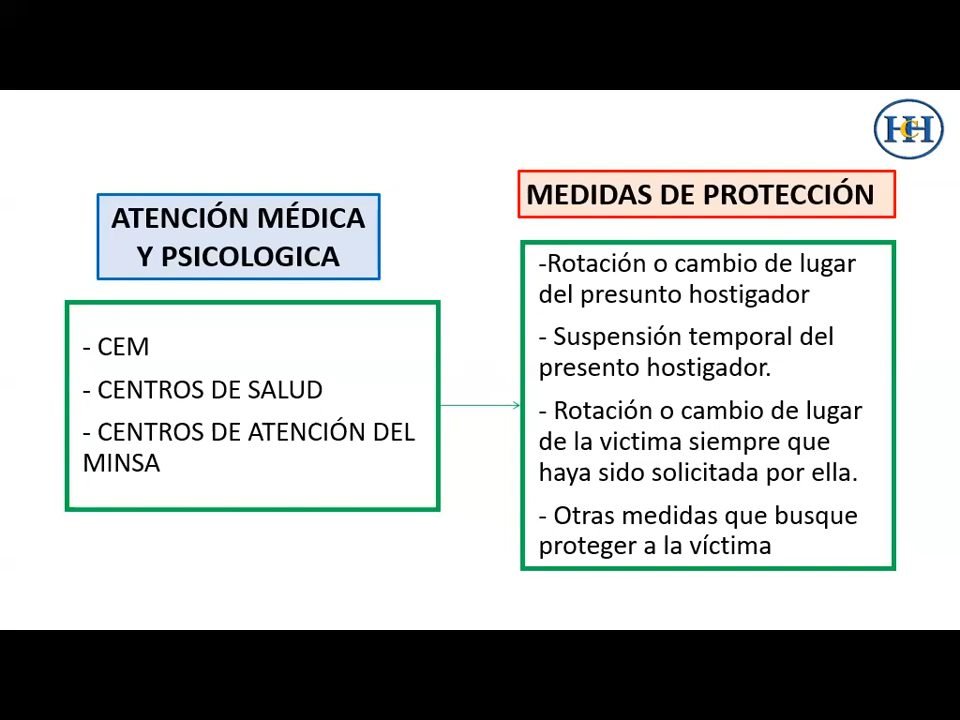 HCH
ATENCIÓN MÉDICA
Y PSICOLOGICA
- CEM
- CENTROS DE SALUD
- CENTROS DE ATENCIÓN DEL
MINSA
MEDIDAS DE PROTECCIÓN
-Rotación o cambio de lugar
del presunto hostigador
- Suspensión temporal del
presento hostigador.
- Rotación o cambio de lugar
de la victima siempre que
haya sido solicitada por ella.
- Otras medidas que busque
proteger a la víctima